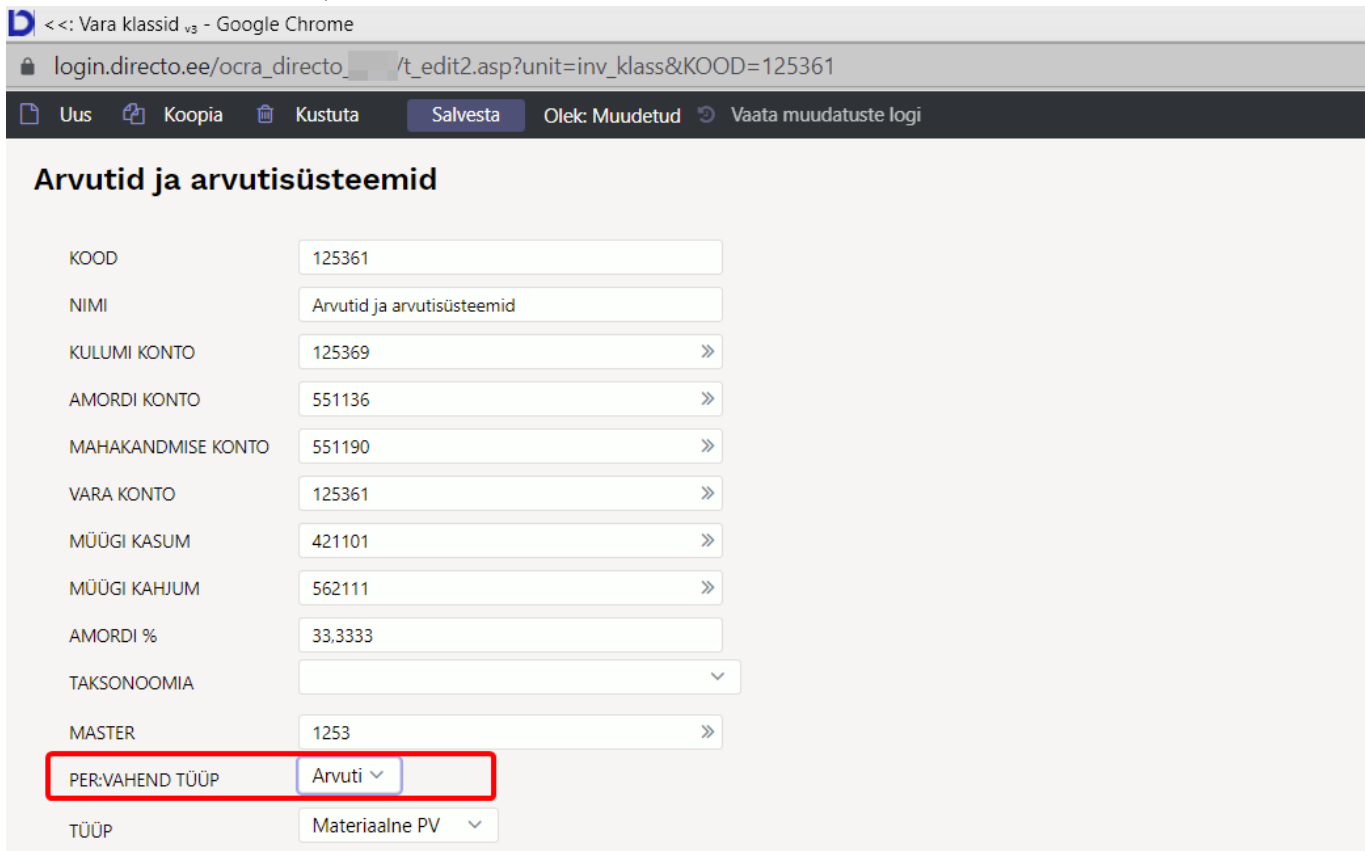 <<: Vara klassid v3 - Google Chrome
login.directo.ee/ocra_directo_ /t_edit2.asp?unit=inv_klass&KOOD=125361
Uus Koopia Kustuta Salvesta Olek: Muudetud Vaata muudatuste logi
Arvutid ja arvutisüsteemid
KOOD 125361
NIMI Arvutid ja arvutisüsteemid
KULUMI KONTO 125369
AMORDI KONTO 551136
MAHAKANDMISE KONTO 551190
VARA KONTO 125361
MÜÜGI KASUM 421101
MÜÜGI KAHJUM 562111
AMORDI % 33,3333
TAKSONOOMIA
MASTER 1253
PER:VAHEND TÜÜP Arvuti
TÜÜP Materiaalne PV